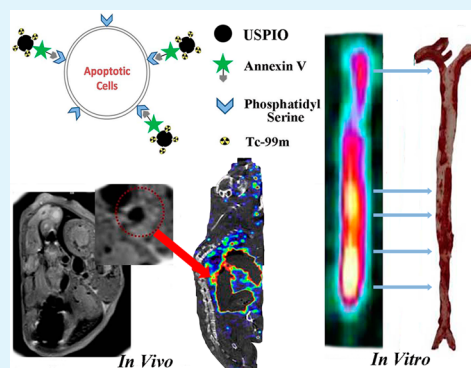 USPIO
Annexin V
Phosphatidyl
Serine
Tc-99m
Apoptotic
Cells
In Vivo
In Vitro